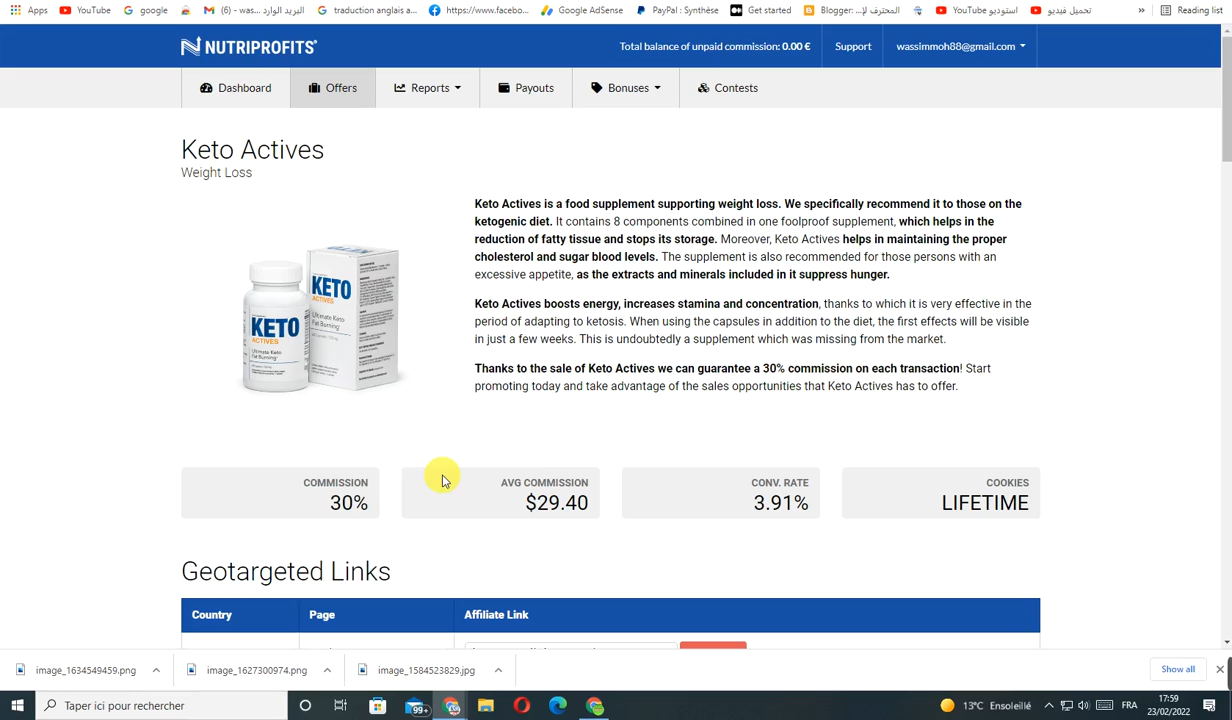 Apps YouTube google (6) - was... البريد الوارد traduction anglais a... https://www.facebo... Google AdSense PayPal : Synthèse Get started Blogger: المحترف لإ... استوديو YouTube تحميل فيديو » Reading list
NUTRIPROFITS® Total balance of unpaid commission: 0.00 € Support wassimmoh88@gmail.com
Dashboard Offers Reports Payouts Bonuses Contests
Keto Actives
Weight Loss
Keto Actives is a food supplement supporting weight loss. We specifically recommend it to those on the
ketogenic diet. It contains 8 components combined in one foolproof supplement, which helps in the
reduction of fatty tissue and stops its storage. Moreover, Keto Actives helps in maintaining the proper
cholesterol and sugar blood levels. The supplement is also recommended for those persons with an
excessive appetite, as the extracts and minerals included in it suppress hunger.
Keto Actives boosts energy, increases stamina and concentration, thanks to which it is very effective in the
period of adapting to ketosis. When using the capsules in addition to the diet, the first effects will be visible
in just a few weeks. This is undoubtedly a supplement which was missing from the market.
Thanks to the sale of Keto Actives we can guarantee a 30% commission on each transaction! Start
promoting today and take advantage of the sales opportunities that Keto Actives has to offer.
KETO
ACTIVES
Ultimate Keto
Fat Burning
KETO
ACTIVES
Ultimate Keto
Fat Burning
COMMISSION
30%
AVG COMMISSION
$29.40
CONV. RATE
3.91%
COOKIES
LIFETIME
Geotargeted Links
Country Page Affiliate Link
image_1634549459.png image_1627300974.png image_1584523829.jpg Show all
Taper ici pour rechercher 99+ 13°C Ensoleillé FRA 17:59
23/02/2022